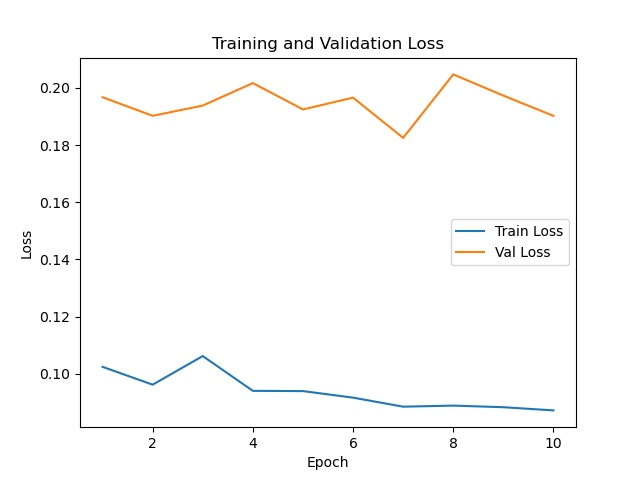 Training and Validation Loss
0.20
0.18
0.16
0.14
0.12
0.10
Loss
Train Loss
Val Loss
2 4 6 8 10
Epoch